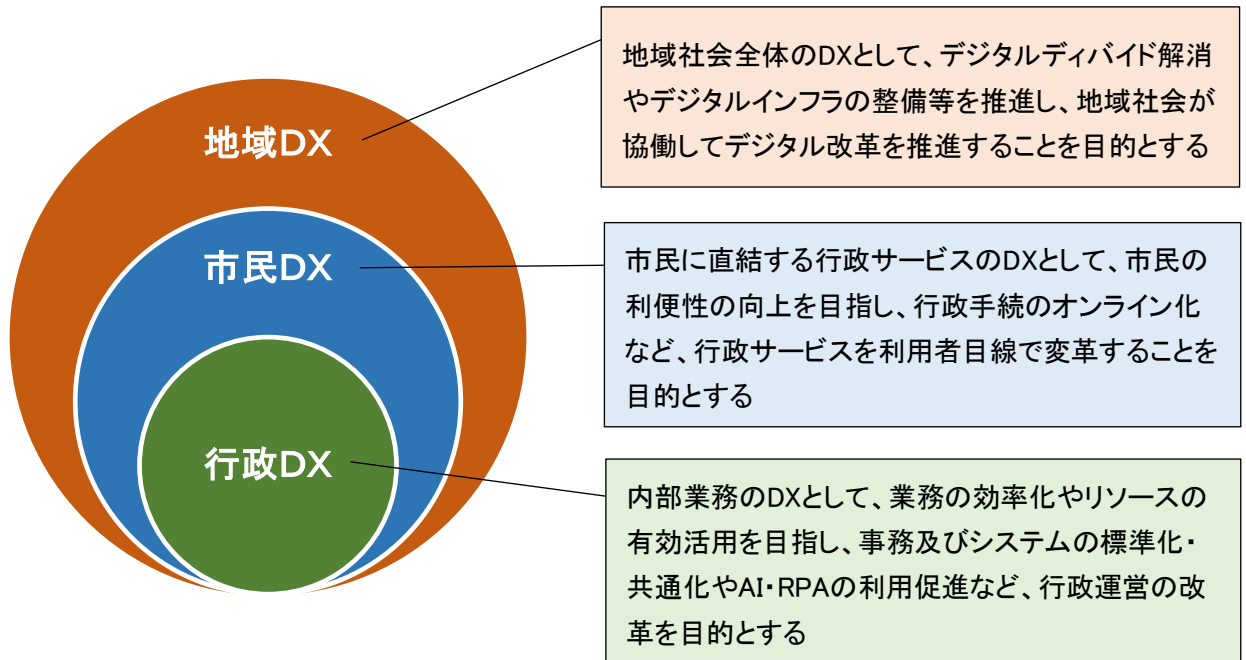 地域DX
地域社会全体のDXとして、デジタルディバイド解消
やデジタルインフラの整備等を推進し、地域社会が
協働してデジタル改革を推進することを目的とする
市民DX
市民に直結する行政サービスのDXとして、市民の
利便性の向上を目指し、行政手続のオンライン化
など、行政サービスを利用者目線で変革することを
目的とする
行政DX
内部業務のDXとして、業務の効率化やリソースの
有効活用を目指し、事務及びシステムの標準化・
共通化やAI・RPAの利用促進など、行政運営の改
革を目的とする